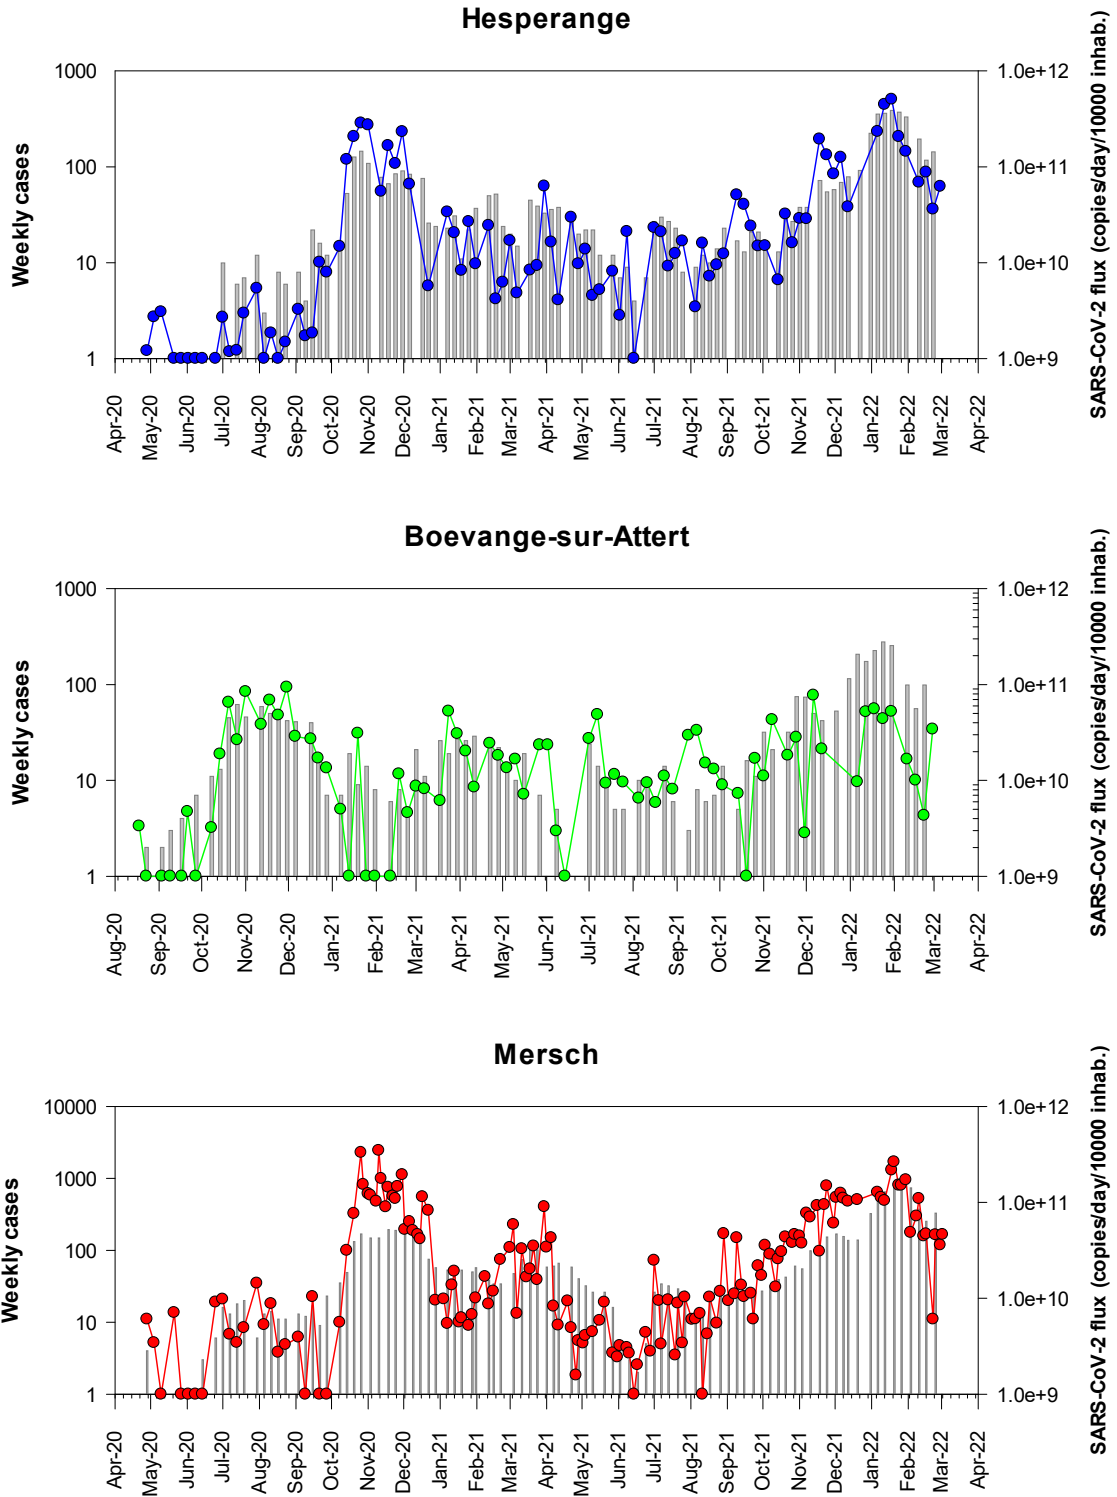 Hesperange
Weekly cases
1000
100
10
1
1.0e+12
1.0e+11
1.0e+10
1.0e+9
SARS-CoV-2 flux (copies/day/10000 inhab.)
Apr-20
May-20
Jun-20
Jul-20
Aug-20
Sep-20
Oct-20
Nov-20
Dec-20
Jan-21
Feb-21
Mar-21
Apr-21
May-21
Jun-21
Jul-21
Aug-21
Sep-21
Oct-21
Nov-21
Dec-21
Jan-22
Feb-22
Mar-22
Apr-22
Boevange-sur-Attert
Weekly cases
1000
100
10
1
1.0e+12
1.0e+11
1.0e+10
1.0e+9
SARS-CoV-2 flux (copies/day/10000 inhab.)
Aug-20
Sep-20
Oct-20
Nov-20
Dec-20
Jan-21
Feb-21
Mar-21
Apr-21
May-21
Jun-21
Jul-21
Aug-21
Sep-21
Oct-21
Nov-21
Dec-21
Jan-22
Feb-22
Mar-22
Apr-22
Mersch
Weekly cases
10000
1000
100
10
1
1.0e+12
1.0e+11
1.0e+10
1.0e+9
SARS-CoV-2 flux (copies/day/10000 inhab.)
Apr-20
May-20
Jun-20
Jul-20
Aug-20
Sep-20
Oct-20
Nov-20
Dec-20
Jan-21
Feb-21
Mar-21
Apr-21
May-21
Jun-21
Jul-21
Aug-21
Sep-21
Oct-21
Nov-21
Dec-21
Jan-22
Feb-22
Mar-22
Apr-22